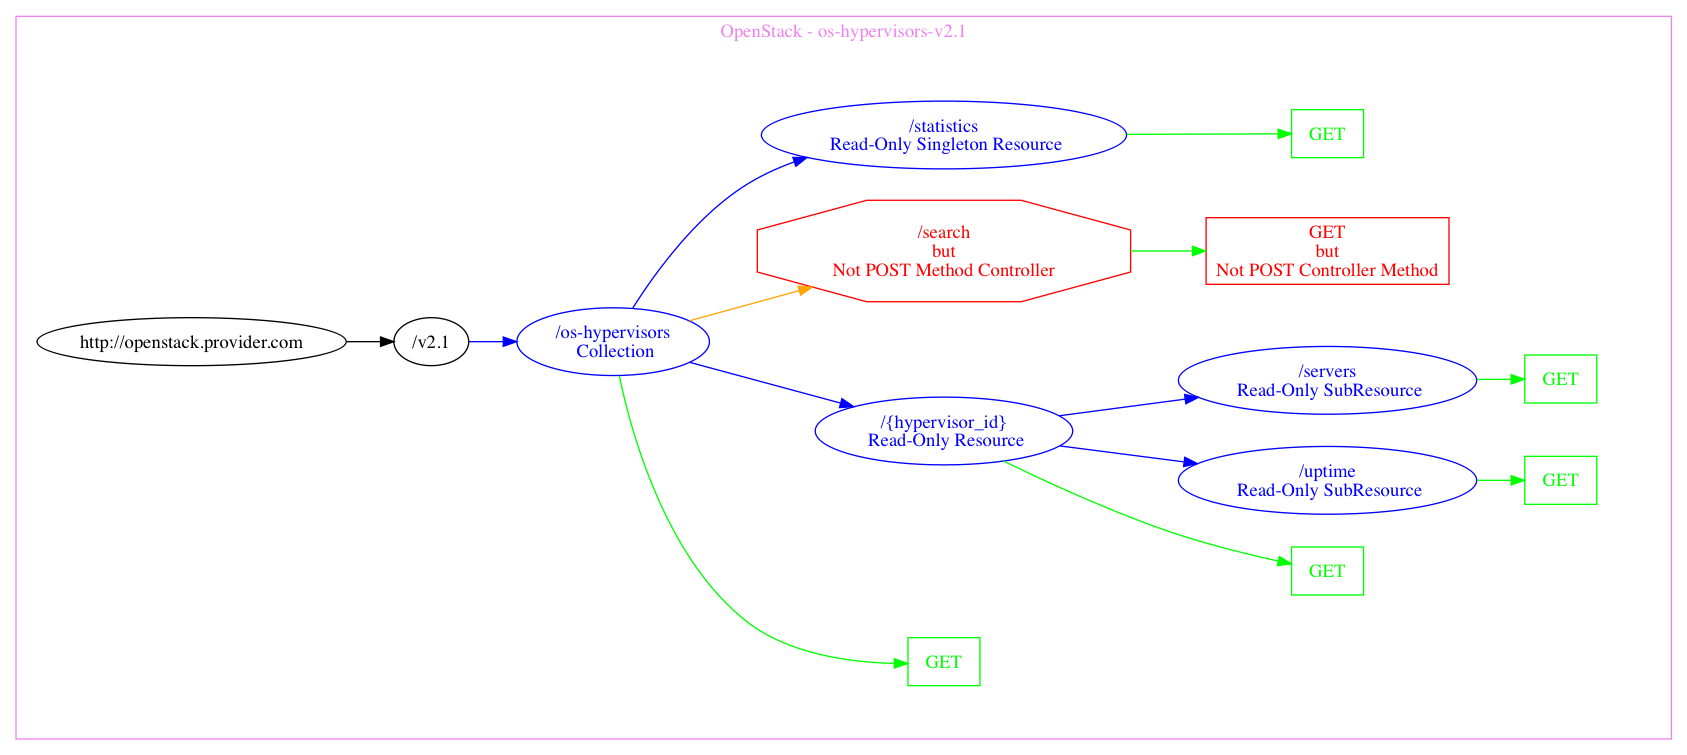 OpenStack - os-hypervisors-v2.1
/statistics
Read-Only Singleton Resource
GET
/search
but
Not POST Method Controller
GET
but
Not POST Controller Method
http://openstack.provider.com
/v2.1
/os-hypervisors
Collection
/servers
Read-Only SubResource
GET
/{hypervisor_id}
Read-Only Resource
/uptime
Read-Only SubResource
GET
GET
GET